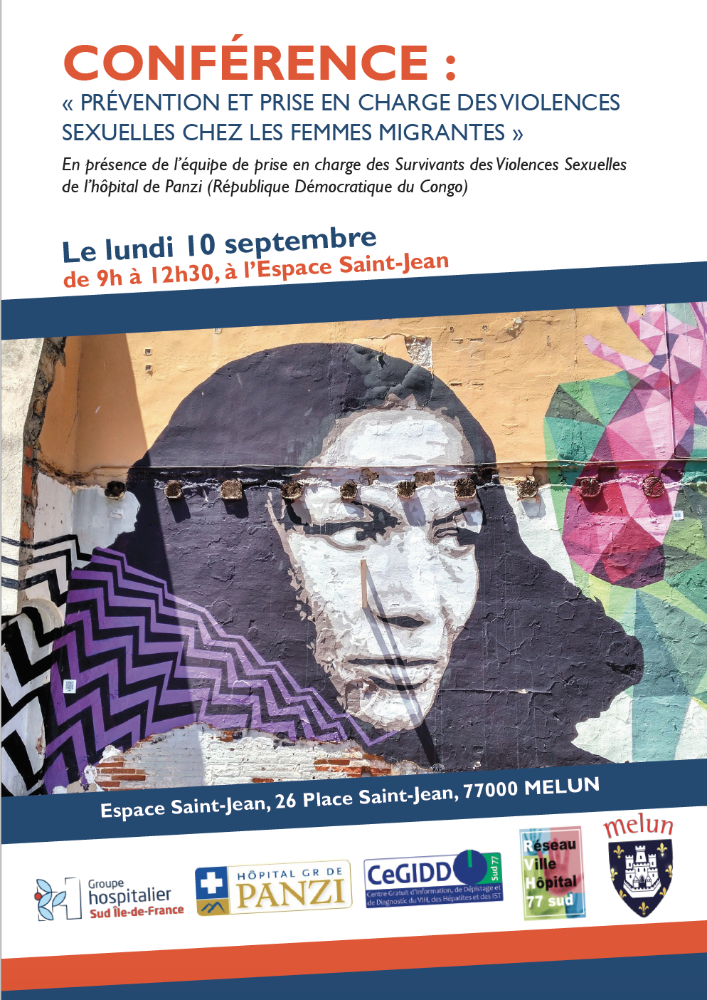 CONFÉRENCE :
« PRÉVENTION ET PRISE EN CHARGE DES VIOLENCES
SEXUELLES CHEZ LES FEMMES MIGRANTES »
En présence de l'équipe de prise en charge des Survivants des Violences Sexuelles
de l'hôpital de Panzi (République Démocratique du Congo)
Le lundi 10 septembre
de 9h à 12h30, à l'Espace Saint-Jean
Espace Saint-Jean, 26 Place Saint-Jean, 77000 MELUN
Groupe
hospitalier
Sud Île-de-France
HÔPITAL GR DE
PANZI
CeGIDD
Sud 77
Centre Gratuit d'Information, de Dépistage et
de Diagnostic du VIH, des Hépatites et des IST
Réseau
Ville
Hôpital
77 sud
melun